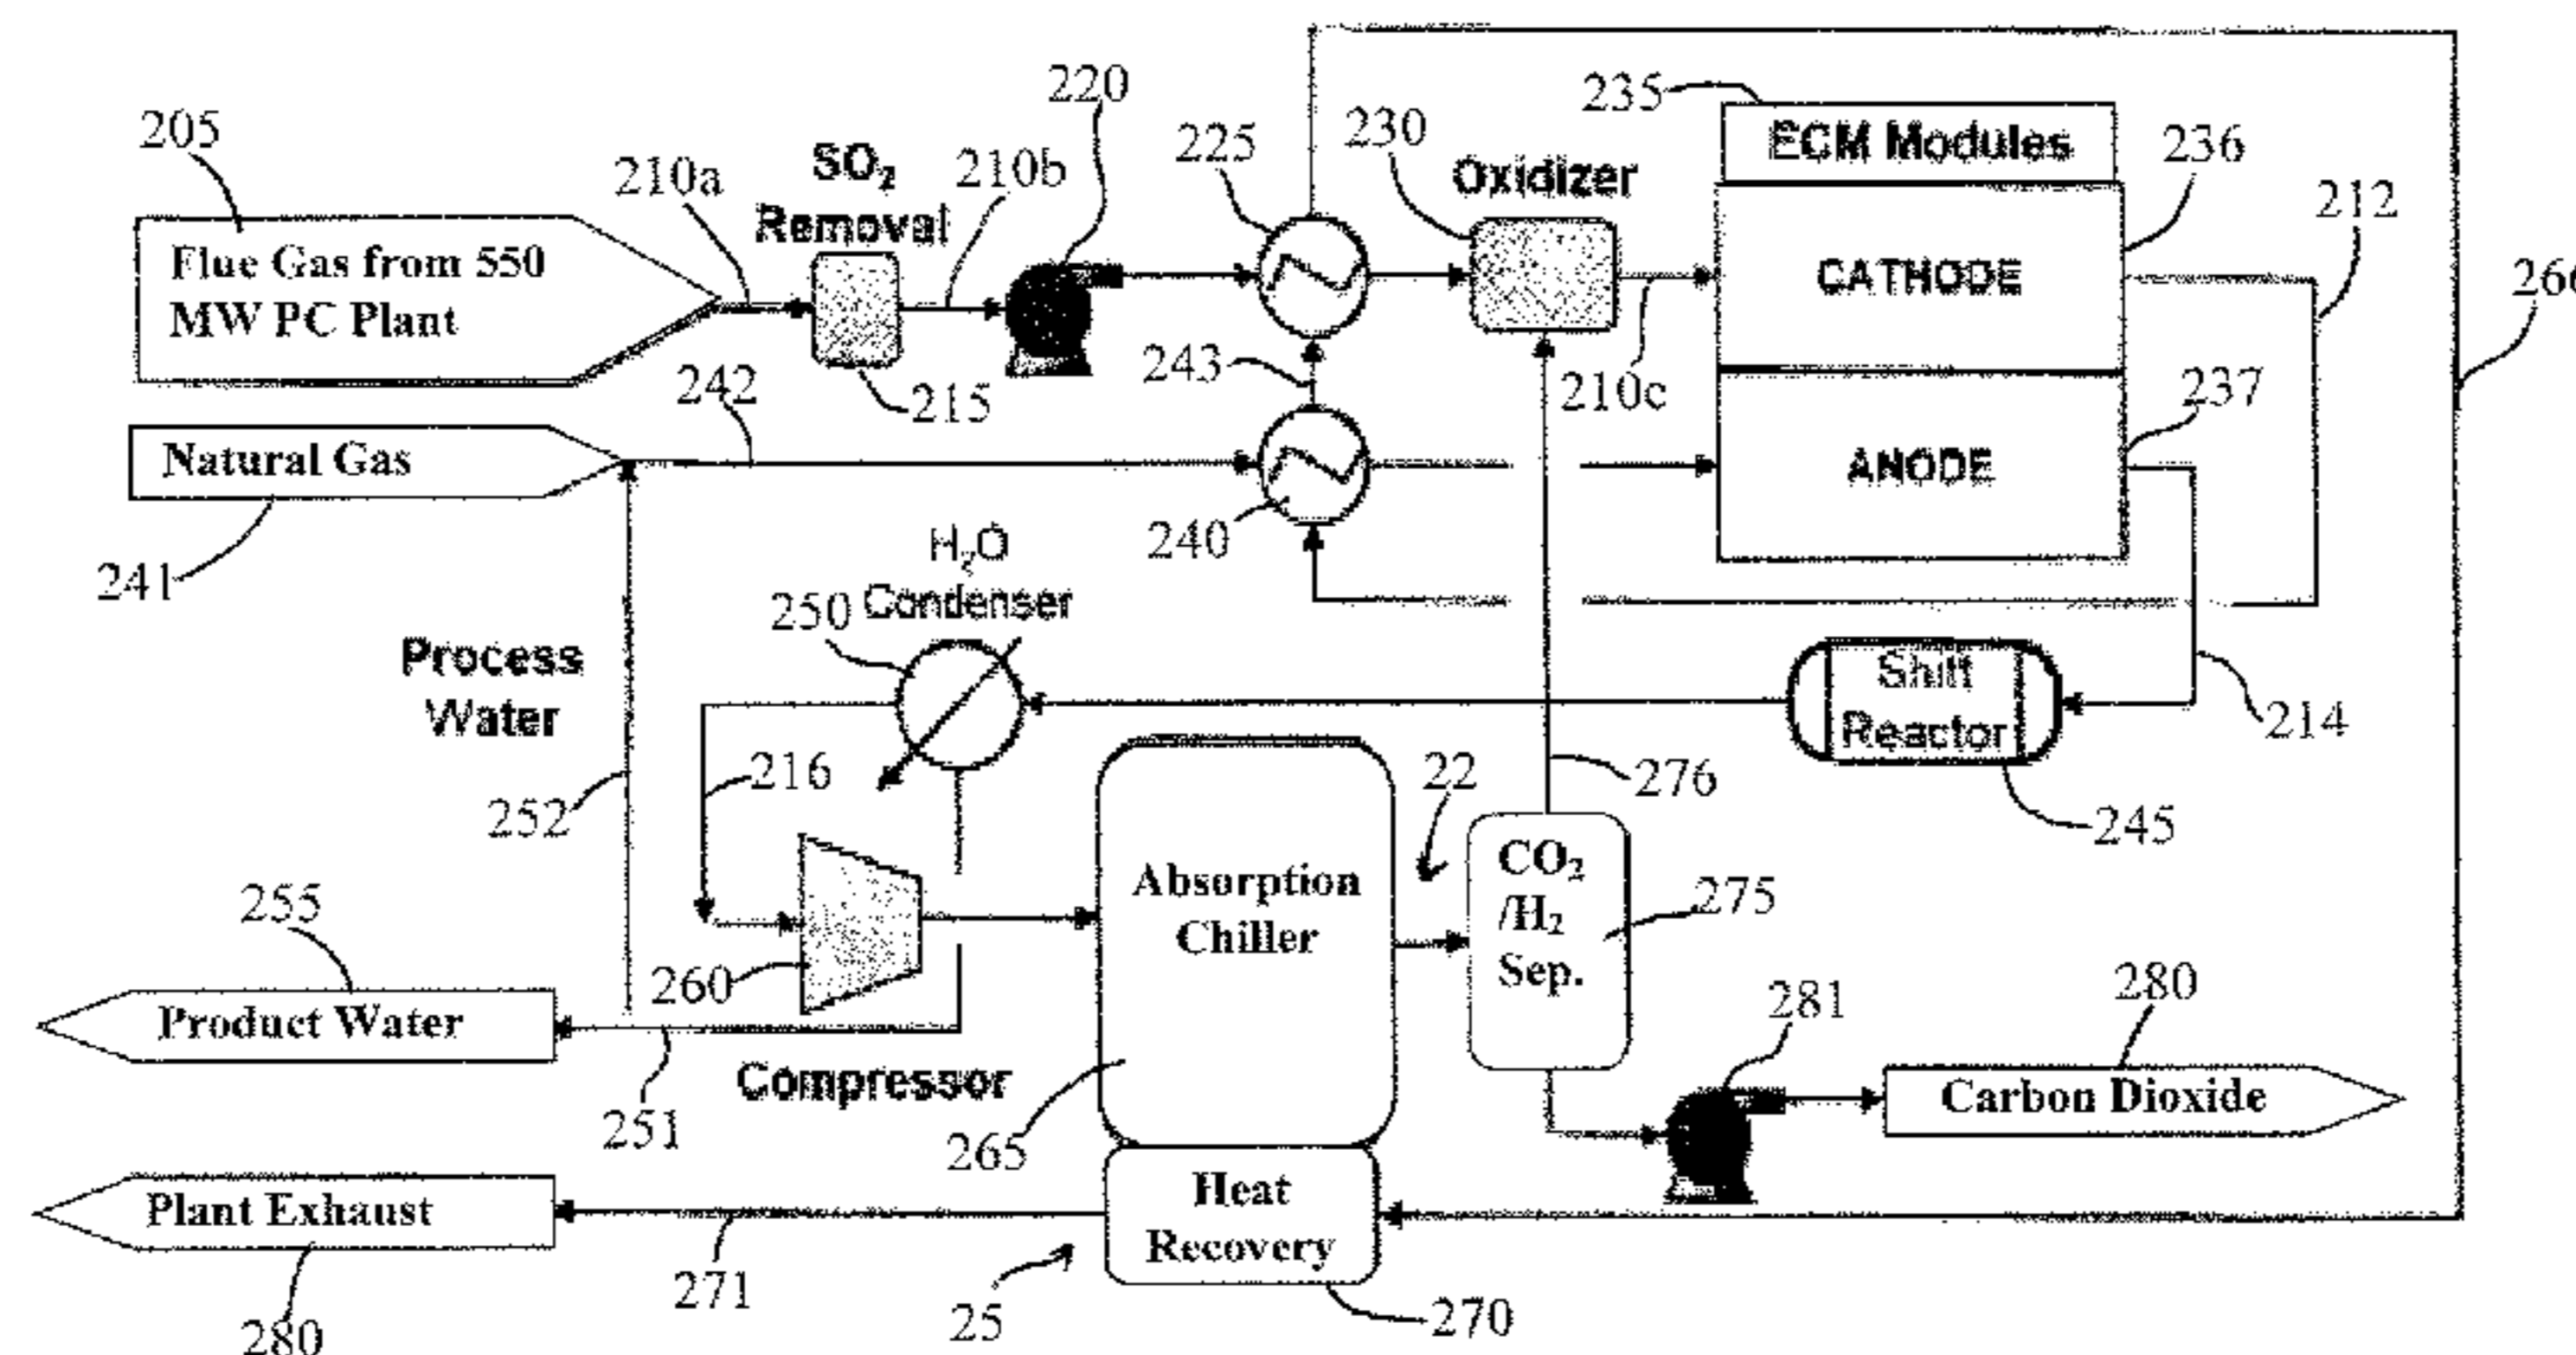 205
Flue Gas from 550
MW PC Plant
210a
SO2
Removal
215
210b
220
225
230
Oxidizer
210c
235
ECM Modules
236
CATHODE
237
ANODE
212
266
243
242
Natural Gas
241
240
H2O
Condenser
250
Process
Water
252
216
Shift
Reactor
214
245
276
22
Absorption
Chiller
CO2
/H2
Sep.
275
255
Product Water
260
Compressor
251
265
281
280
Carbon Dioxide
Plant Exhaust
280
271
25
Heat
Recovery
270